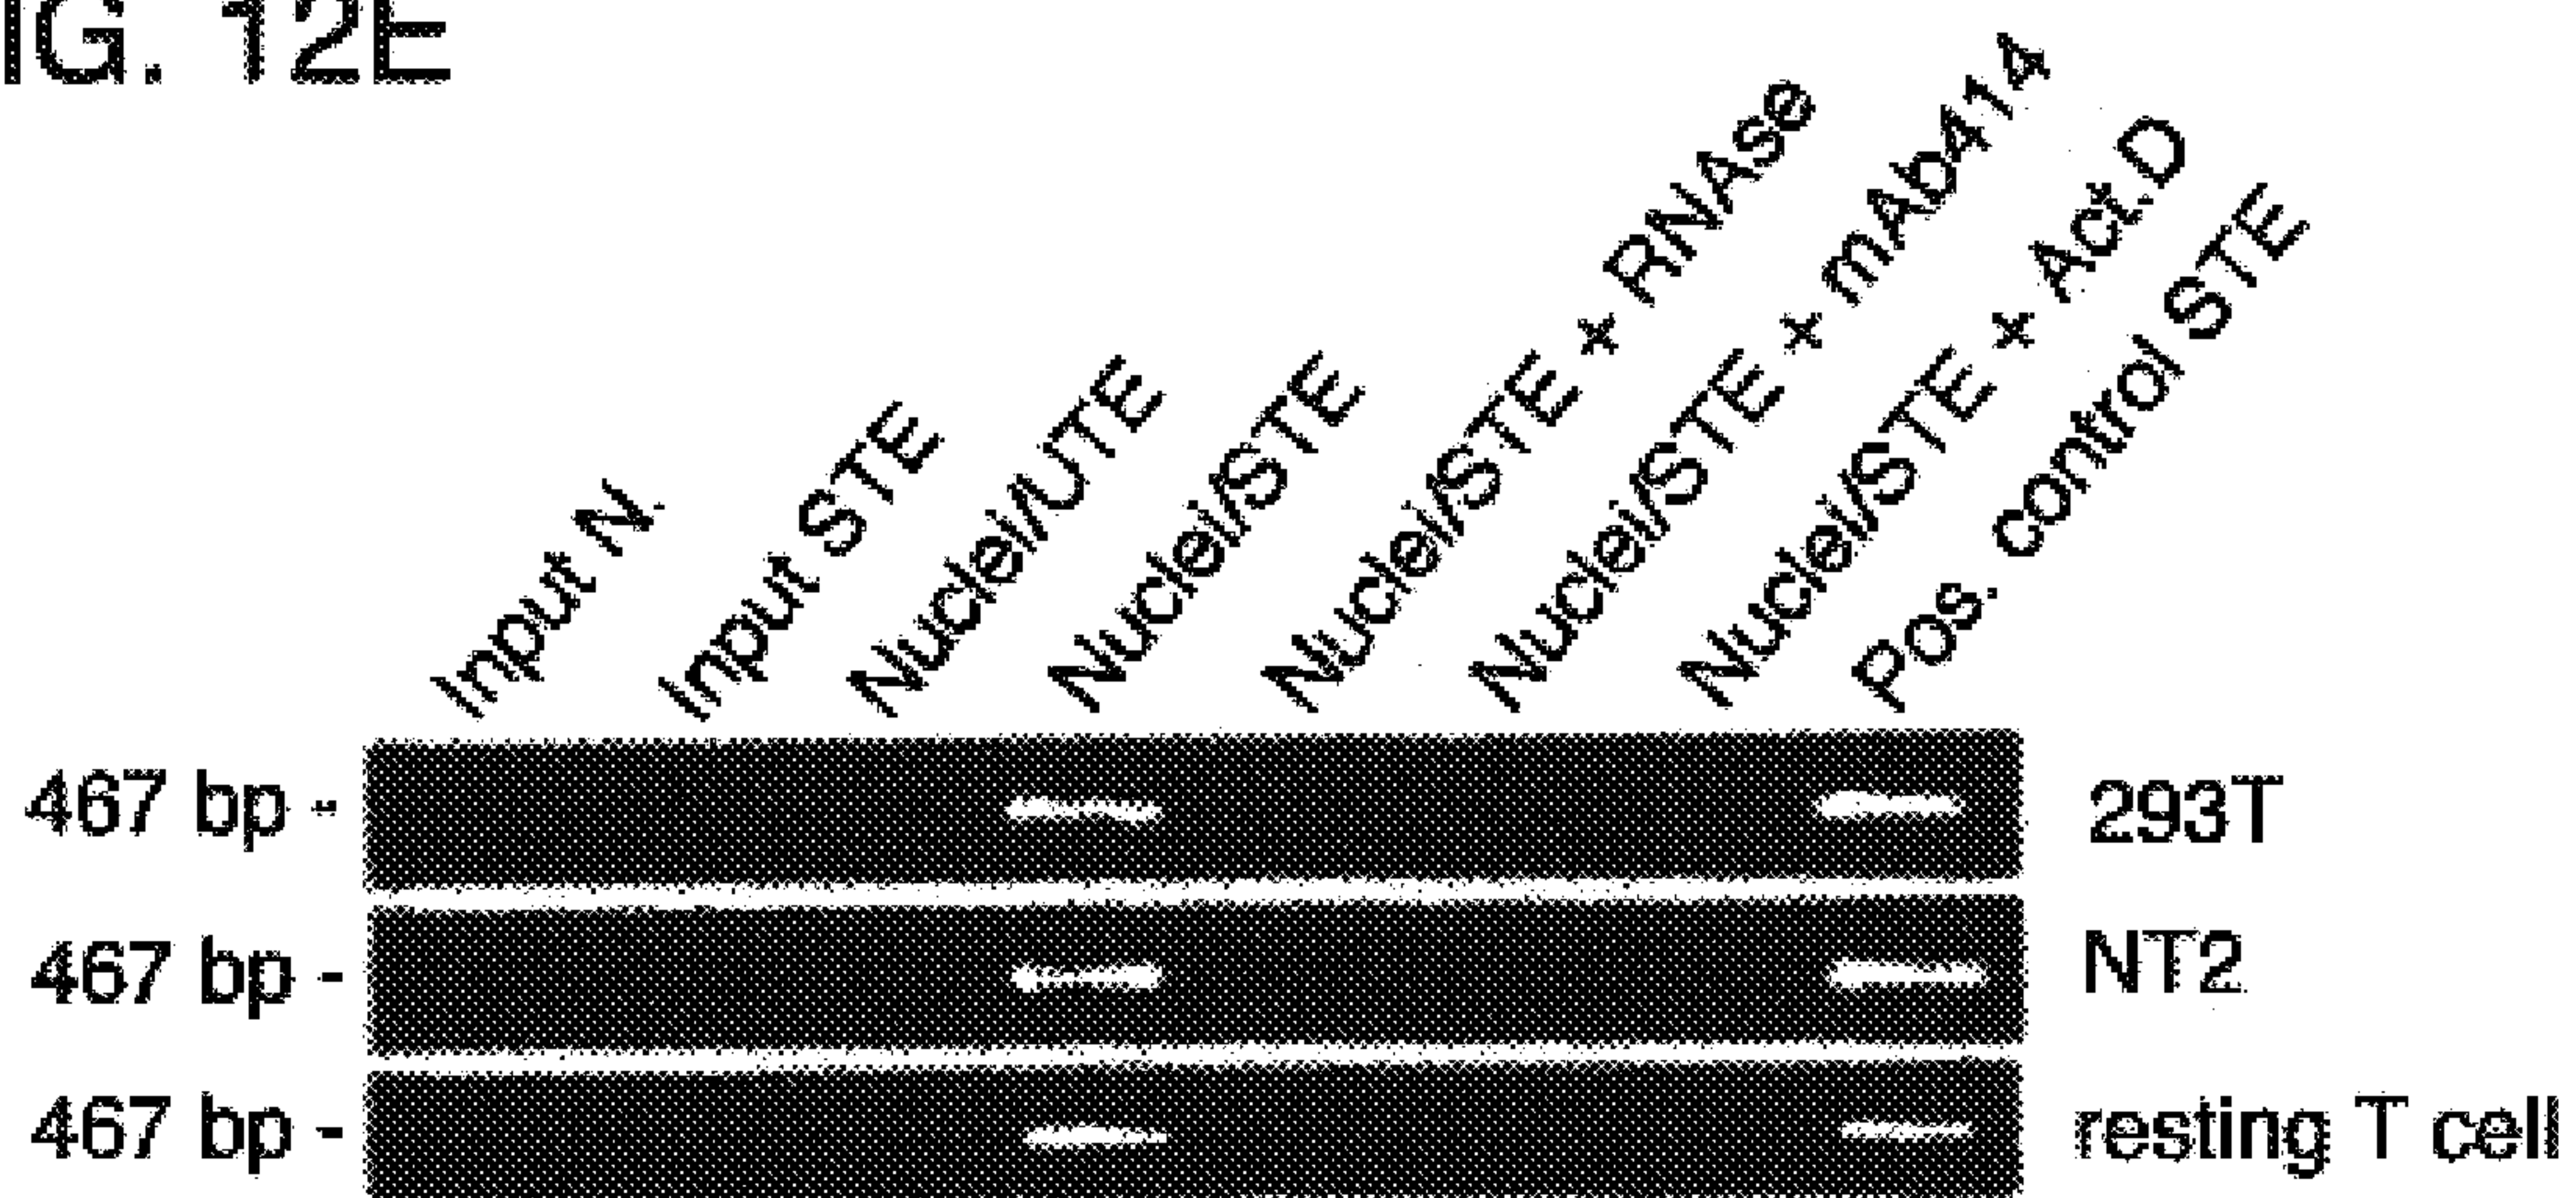 IG. 12E
Input N.
Input STE
Nuclei/UTE
Nuclei/STE
Nuclei/STE + RNAse
Nuclei/STE + mAb414
Nuclei/STE + Act.D
Pos. control STE
467 bp - 293T
467 bp - NT2
467 bp - resting T cell